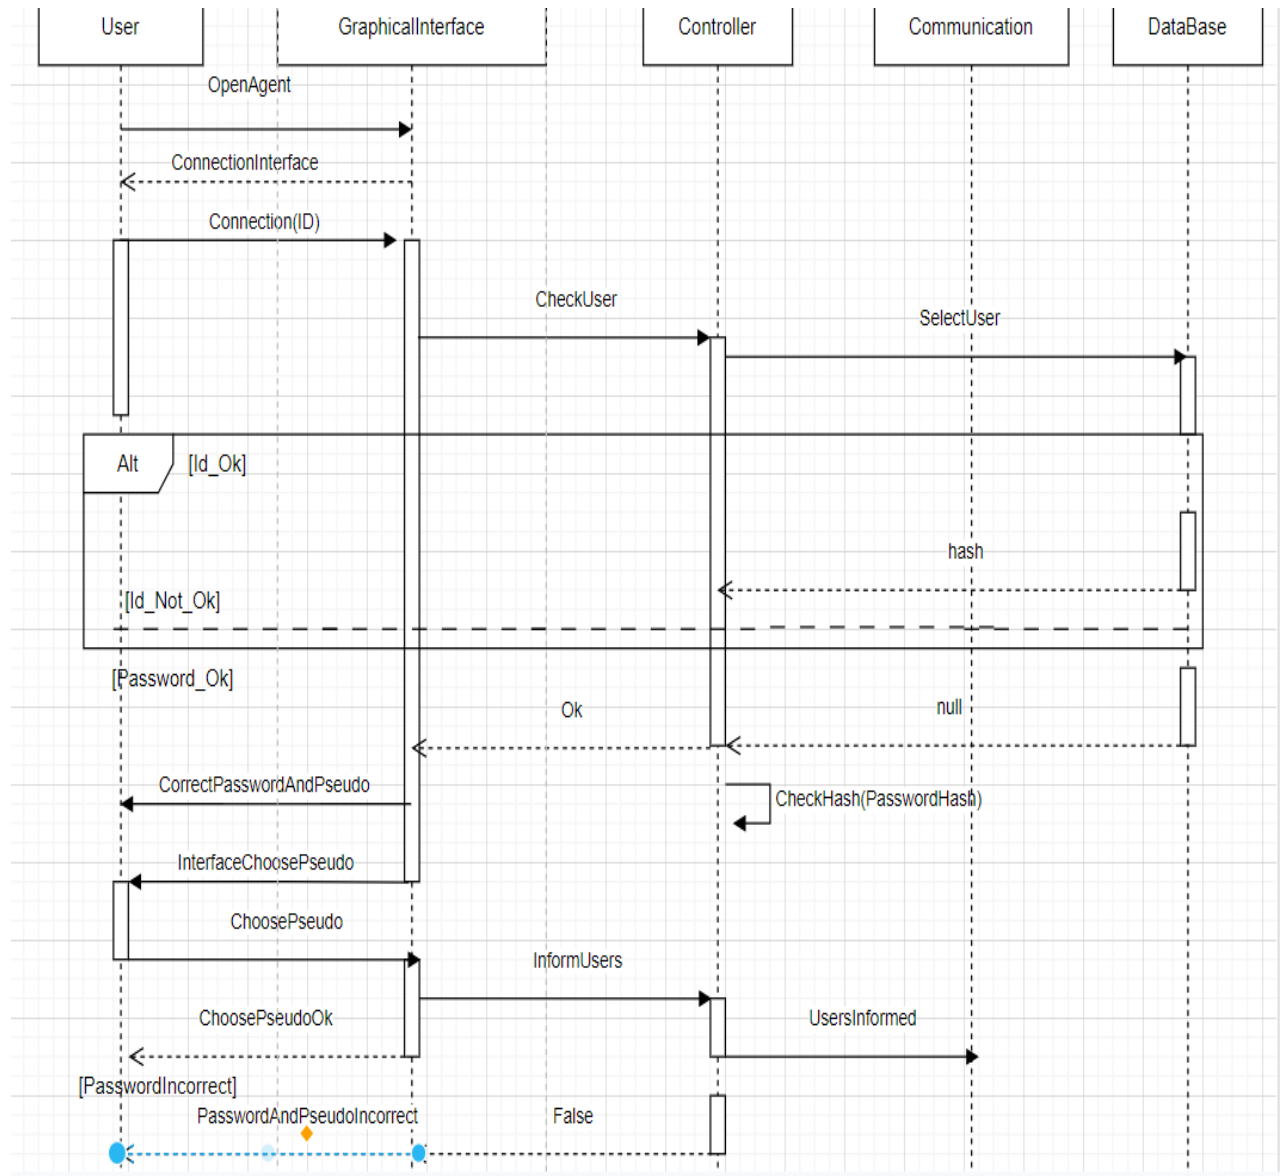 User
GraphicalInterface
Controller
Communication
DataBase
OpenAgent
ConnectionInterface
Connection(ID)
CheckUser
SelectUser
Alt
[Id_Ok]
hash
[Id_Not_Ok]
[Password_Ok]
Ok
null
CorrectPasswordAndPseudo
CheckHash(PasswordHash)
InterfaceChoosePseudo
ChoosePseudo
InformUsers
ChoosePseudoOk
UsersInformed
[PasswordIncorrect]
PasswordAndPseudoIncorrect
False